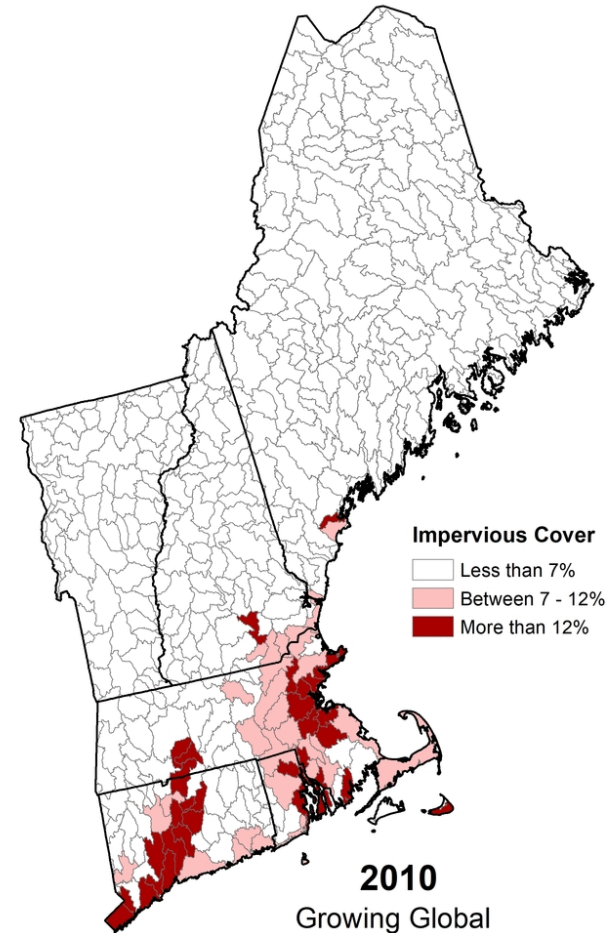 Impervious Cover
Less than 7%
Between 7 - 12%
More than 12%
2010
Growing Global